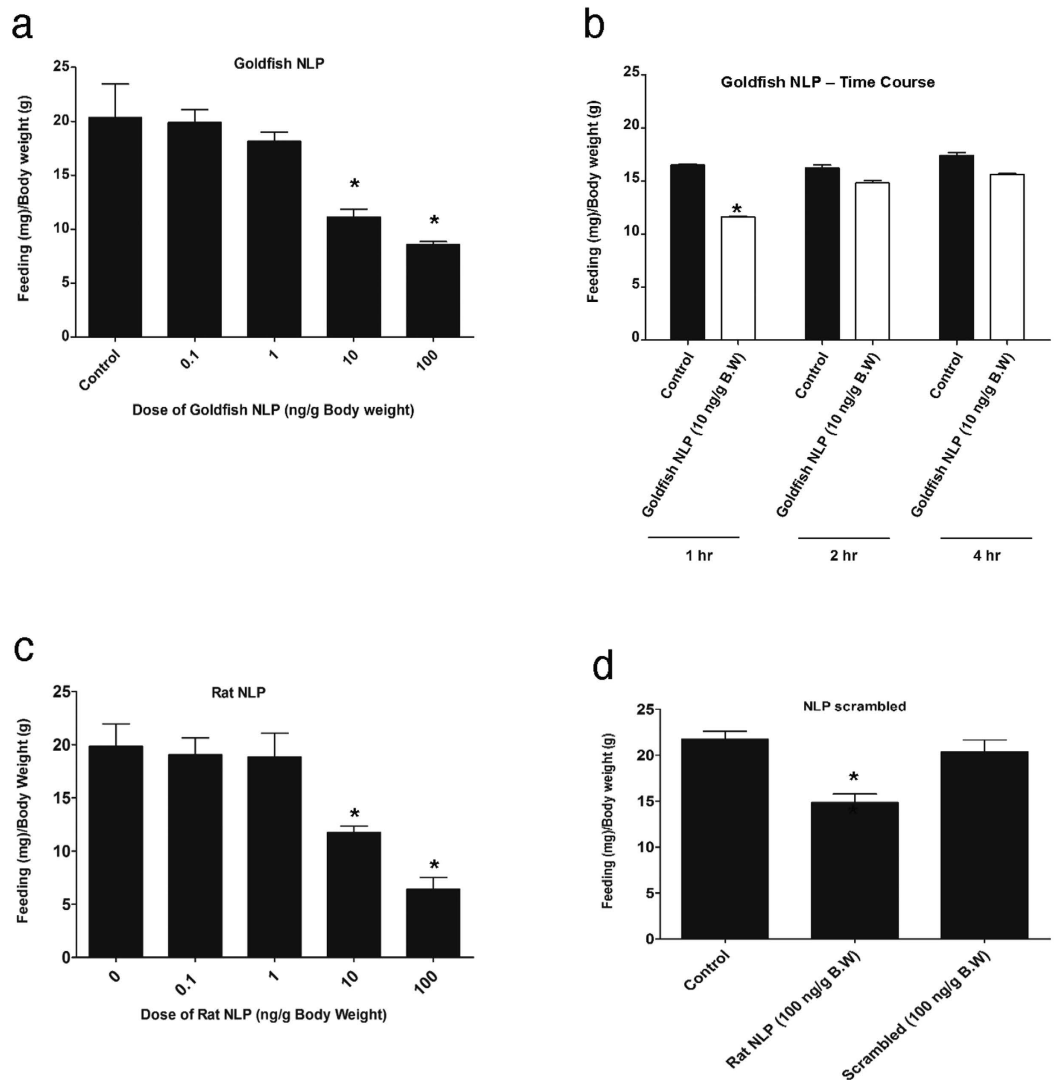 a
Goldfish NLP
Feeding (mg)/Body weight (g)
25
20
15
10
5
0
Control
0.1
1
10
100
*
*
Dose of Goldfish NLP (ng/g Body weight)
b
Goldfish NLP – Time Course
Feeding (mg)/Body weight (g)
25
20
15
10
5
0
*
Control
Goldfish NLP (10 ng/g B.W)
Control
Goldfish NLP (10 ng/g B.W)
Control
Goldfish NLP (10 ng/g B.W)
1 hr
2 hr
4 hr
c
Rat NLP
Feeding (mg)/Body Weight (g)
25
20
15
10
5
0
*
*
0
0.1
1
10
100
Dose of Rat NLP (ng/g Body Weight)
d
NLP scrambled
Feeding (mg)/Body weight (g)
25
20
15
10
5
0
*
Control
Rat NLP (100 ng/g B.W)
Scrambled (100 ng/g B.W)